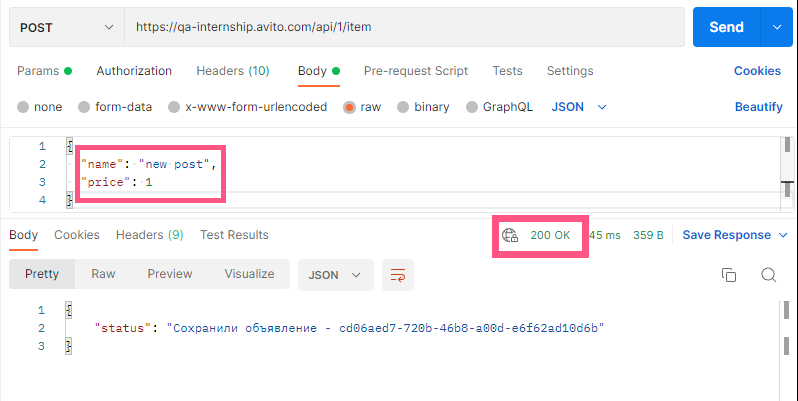 POST https://qa-internship.avito.com/api/1/item Send
Params Authorization Headers (10) Body Pre-request Script Tests Settings Cookies
none form-data x-www-form-urlencoded raw binary GraphQL JSON Beautify
1 {
2 "name": "new post",
3 "price": 1
4 }
Body Cookies Headers (9) Test Results 200 OK 45 ms 359 B Save Response
Pretty Raw Preview Visualize JSON
1 {
2 "status": "Сохранили объявление - cd06aed7-720b-46b8-a00d-e6f62ad10d6b"
3 }